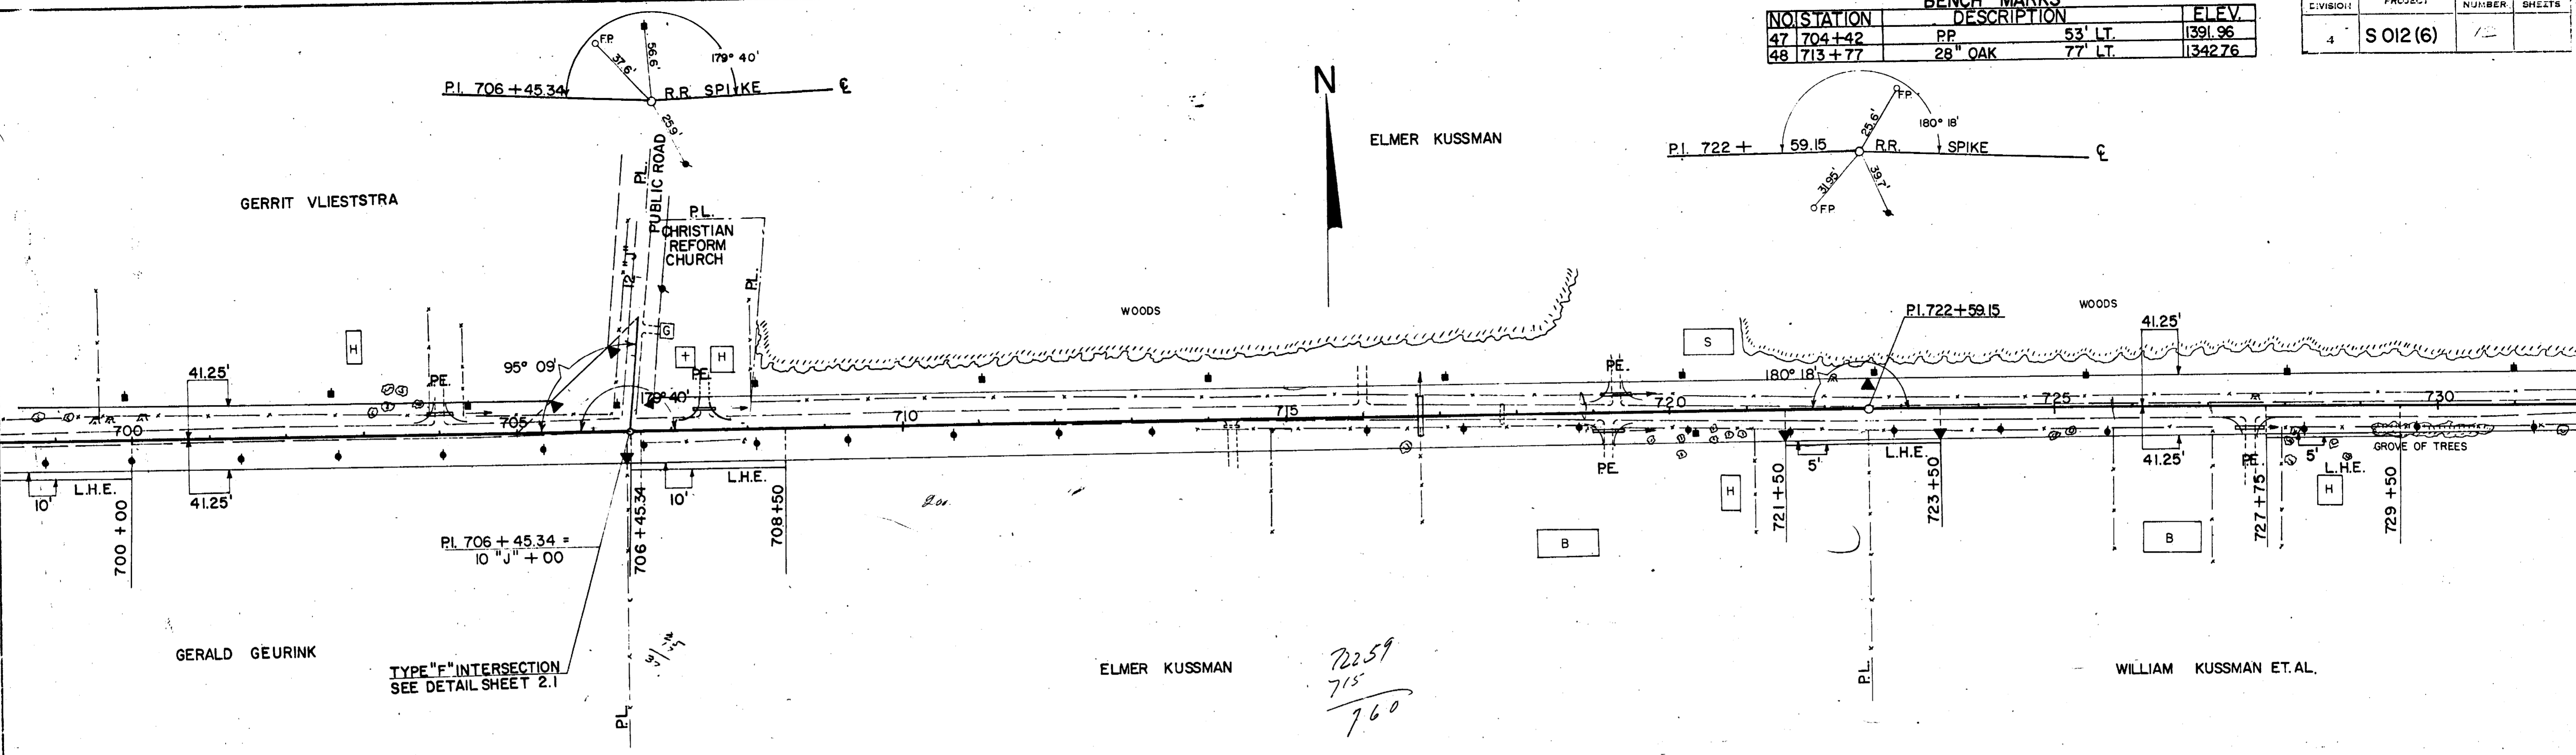 BENCH MARKS
NO. STATION DESCRIPTION ELEV.
47 704+42 P.P. 53' LT. 1391.96
48 713+77 28" OAK 77' LT. 1342.76
DIVISION PROJECT NUMBER SHEETS
4 S 012 (6) 12
F.P.
37.6'
56.6'
179° 40'
P.I. 706 + 45.34
R.R. SPIKE
℄
25.9'
N
ELMER KUSSMAN
F.P.
25.6'
180° 18'
P.I. 722 + 59.15 R.R. SPIKE
℄
31.95'
39.7'
F.P.
GERRIT VLIESTSTRA
P.L.
PUBLIC ROAD
12 "J"
P.L.
CHRISTIAN
REFORM
CHURCH
P.L.
WOODS
WOODS
P.I. 722+59.15
H
95° 09'
G
+
H
S
41.25'
41.25'
P.E.
P.E.
P.E.
179° 40'
180° 18'
700
705
710
715
720
725
730
L.H.E.
10'
41.25'
700 + 00
706 + 45.34
10'
L.H.E.
708+50
P.E.
H
B
5'
L.H.E.
721 + 50
723 + 50
41.25'
P.E.
5'
L.H.E.
GROVE OF TREES
H
B
727 + 75
729 + 50
P.I. 706 + 45.34 =
10 "J" + 00
GERALD GEURINK
TYPE "F" INTERSECTION
SEE DETAIL SHEET 2.1
P.L.
ELMER KUSSMAN
72259
715
760
P.L.
WILLIAM KUSSMAN ET. AL.